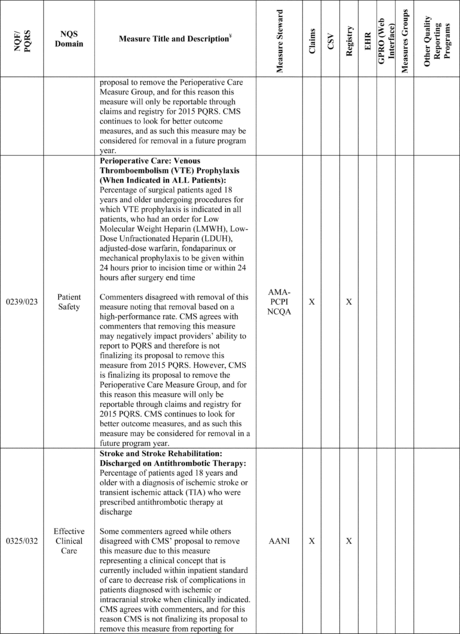 NQF/
PQRS
NQS
Domain
Measure Title and Description¥
Measure Steward
Claims
CSV
Registry
EHR
GPRO (Web
Interface)
Measures Groups
Other Quality
Reporting
Programs
proposal to remove the Perioperative Care
Measure Group, and for this reason this
measure will only be reportable through
claims and registry for 2015 PQRS. CMS
continues to look for better outcome
measures, and as such this measure may be
considered for removal in a future program
year.
0239/023
Patient
Safety
Perioperative Care: Venous
Thromboembolism (VTE) Prophylaxis
(When Indicated in ALL Patients):
Percentage of surgical patients aged 18
years and older undergoing procedures for
which VTE prophylaxis is indicated in all
patients, who had an order for Low
Molecular Weight Heparin (LMWH), Low-
Dose Unfractionated Heparin (LDUH),
adjusted-dose warfarin, fondaparinux or
mechanical prophylaxis to be given within
24 hours prior to incision time or within 24
hours after surgery end time
Commenters disagreed with removal of this
measure noting that removal based on a
high-performance rate. CMS agrees with
commenters that removing this measure
may negatively impact providers' ability to
report to PQRS and therefore is not
finalizing its proposal to remove this
measure from 2015 PQRS. However, CMS
is finalizing its proposal to remove the
Perioperative Care Measure Group, and for
this reason this measure will only be
reportable through claims and registry for
2015 PQRS. CMS continues to look for
better outcome measures, and as such this
measure may be considered for removal in a
future program year.
AMA-
PCPI
NCQA
X
X
0325/032
Effective
Clinical
Care
Stroke and Stroke Rehabilitation:
Discharged on Antithrombotic Therapy:
Percentage of patients aged 18 years and
older with a diagnosis of ischemic stroke or
transient ischemic attack (TIA) who were
prescribed antithrombotic therapy at
discharge
Some commenters agreed while others
disagreed with CMS' proposal to remove
this measure due to this measure
representing a clinical concept that is
currently included within inpatient standard
of care to decrease risk of complications in
patients diagnosed with ischemic or
intracranial stroke when clinically indicated.
CMS agrees with commenters, and for this
reason CMS is not finalizing its proposal to
remove this measure from reporting for
AANI
X
X